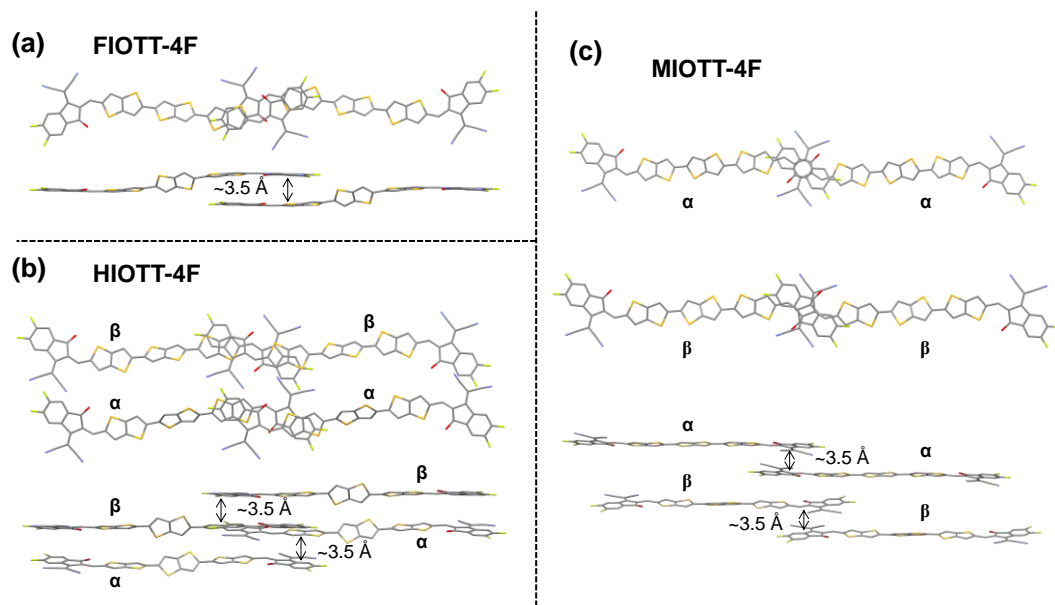 (a) FIOTT-4F
~3.5 Å
(b) HIOTT-4F
β β
α α
β
~3.5 Å
β
~3.5 Å
α
α
(c) MIOTT-4F
α α
β β
α
~3.5 Å
α
β
~3.5 Å
β